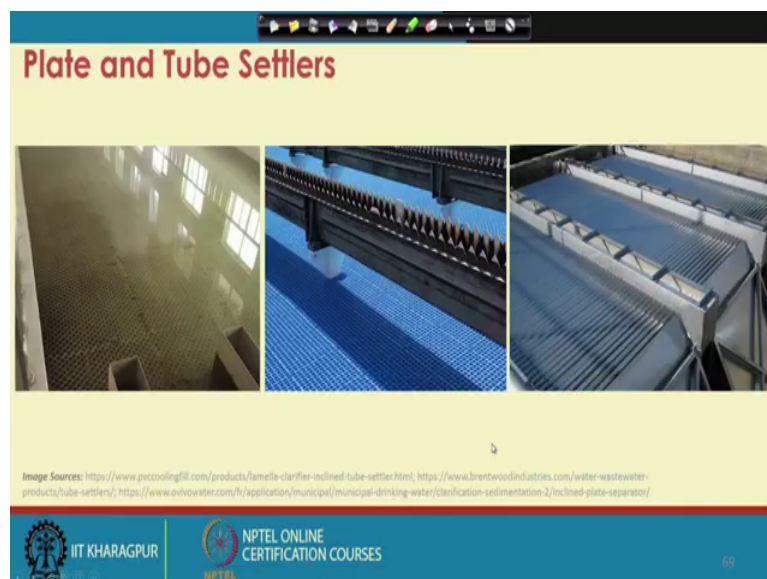 Plate and Tube Settlers
Image Sources: https://www.pvccoolingfill.com/products/lamella-clarifier-inclined-tube-settler.html; https://www.brentwoodindustries.com/water-wastewater-
products/tube-settlers/; https://www.ovivowater.com/fr/application/municipal/municipal-drinking-water/clarification-sedimentation-2/inclined-plate-separator/
IIT KHARAGPUR
NPTEL ONLINE
CERTIFICATION COURSES
NPTEL
69